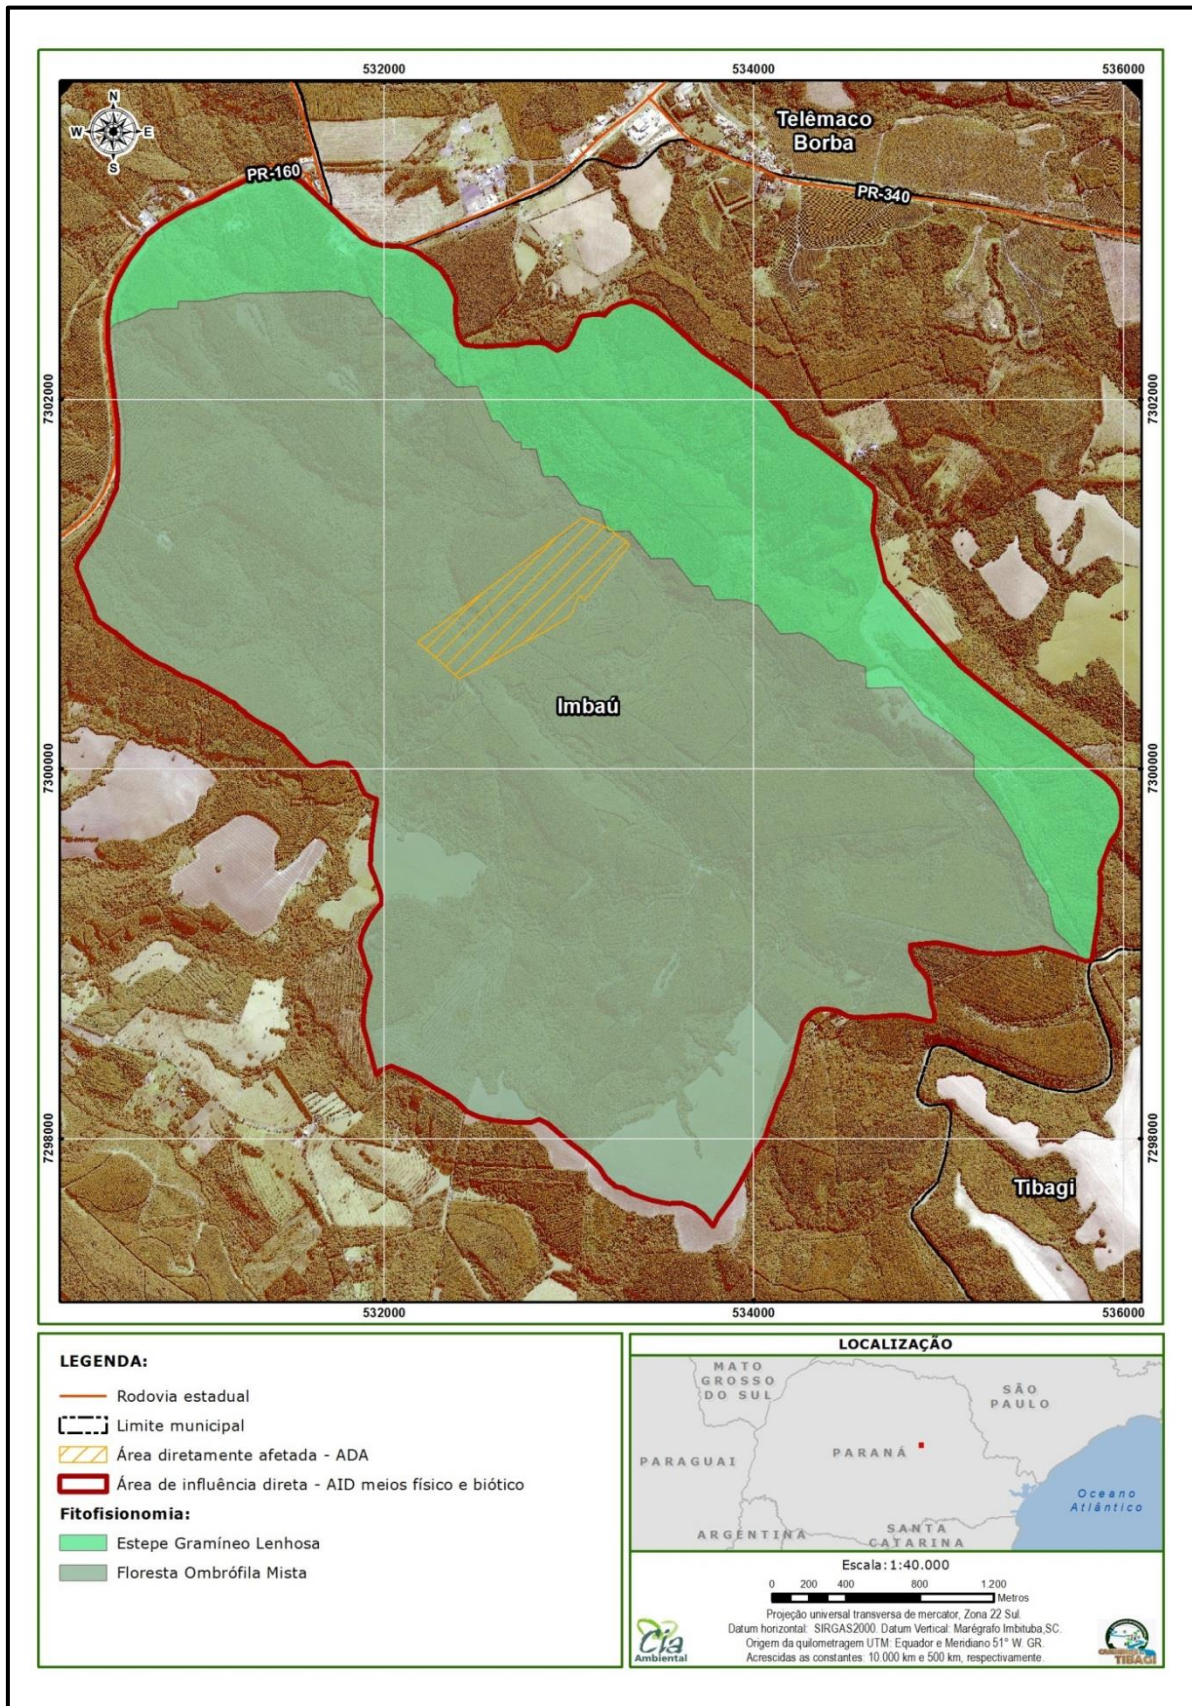 532000
534000
536000
N
W
E
S
Telêmaco
Borba
PR-160
PR-340
7302000
7302000
Imbaú
7300000
7300000
7298000
7298000
Tibagi
532000
534000
536000
LEGENDA:
Rodovia estadual
Limite municipal
Área diretamente afetada - ADA
Área de influência direta - AID meios físico e biótico
Fitofisionomia:
Estepe Gramíneo Lenhosa
Floresta Ombrófila Mista
LOCALIZAÇÃO
MATO
GROSSO
DO SUL
SÃO
PAULO
PARANÁ
PARAGUAI
Oceano
Atlântico
ARGENTINA
SANTA
CATARINA
Escala: 1:40.000
0 200 400 800 1.200
Metros
Projeção universal transversa de mercator, Zona 22 Sul.
Datum horizontal: SIRGAS2000. Datum Vertical: Marégrafo Imbituba,SC.
Origem da quilometragem UTM: Equador e Meridiano 51° W. GR.
Acrescidas as constantes: 10.000 km e 500 km, respectivamente.
Cia
Ambiental
TIBAGI